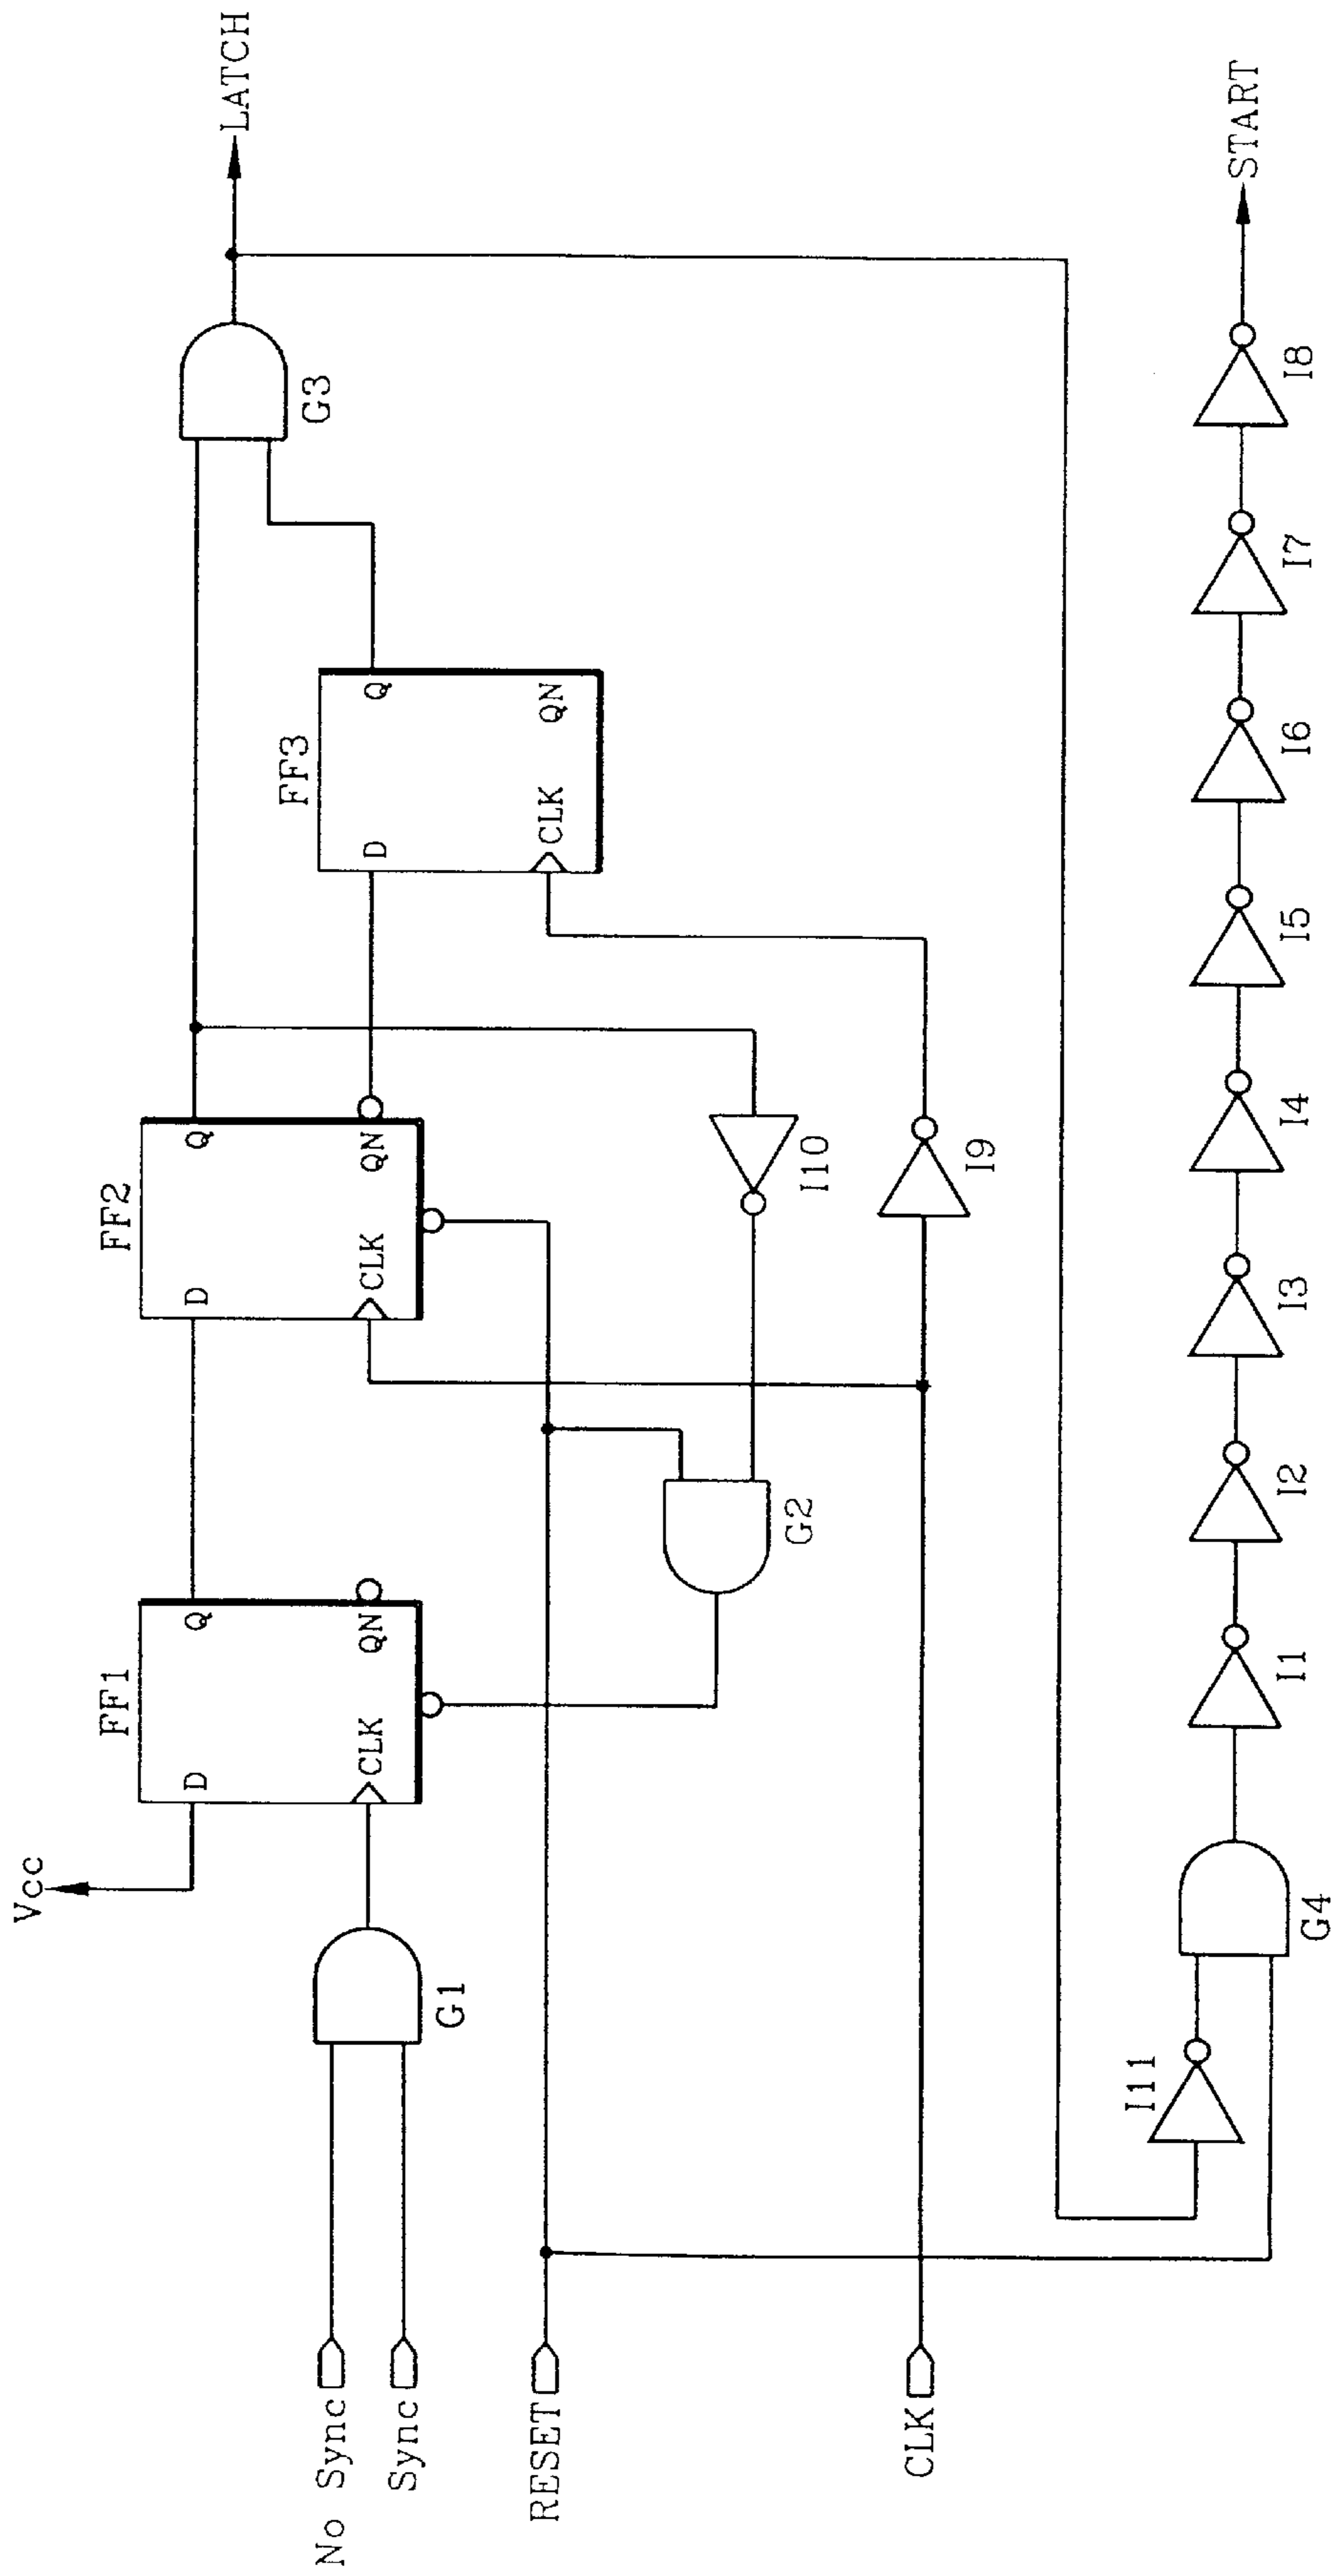 Vcc
FF1
D
Q
CLK
QN
FF2
D
Q
CLK
QN
FF3
D
Q
CLK
QN
G3
LATCH
No Sync
Sync
G1
RESET
G2
I10
CLK
I9
I11
G4
I1
I2
I3
I4
I5
I6
I7
I8
START